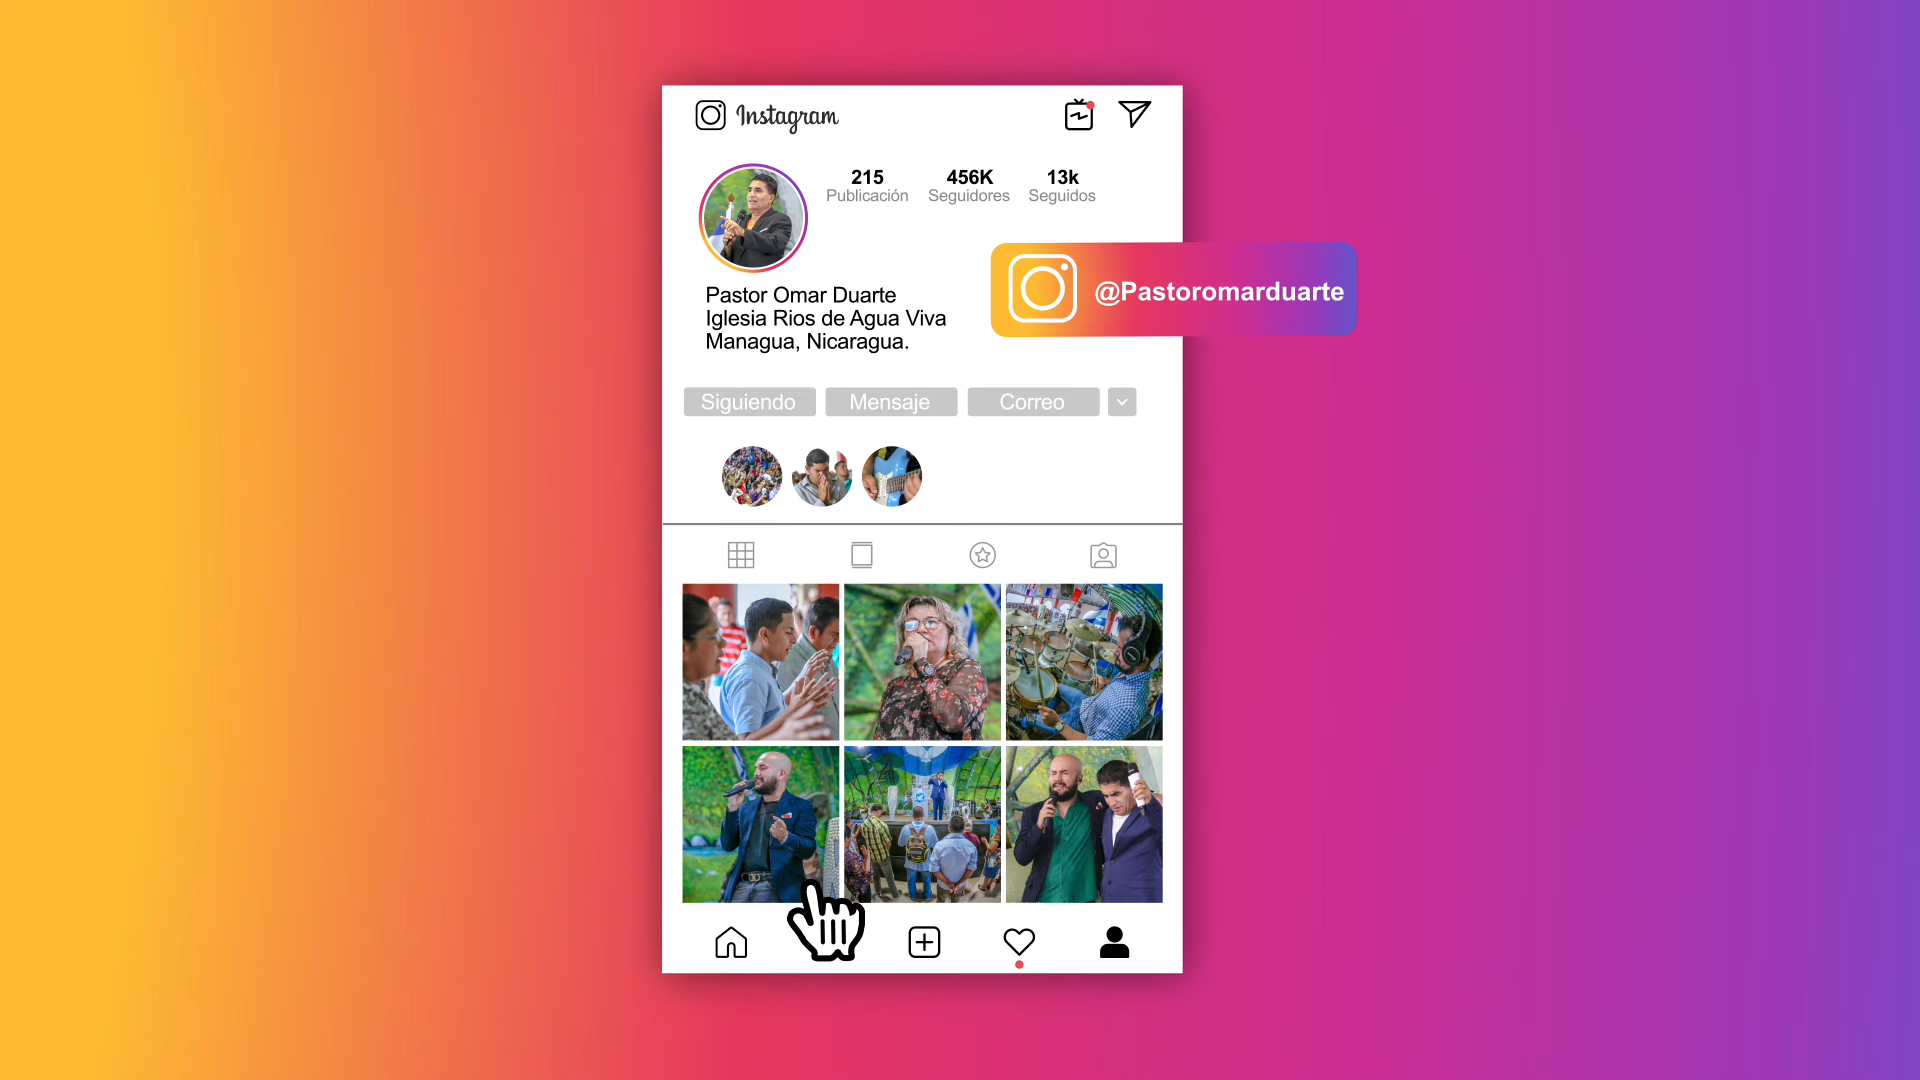 Instagram
215
Publicación
456K
Seguidores
13k
Seguidos
@Pastoromarduarte
Pastor Omar Duarte
Iglesia Rios de Agua Viva
Managua, Nicaragua.
Siguiendo
Mensaje
Correo